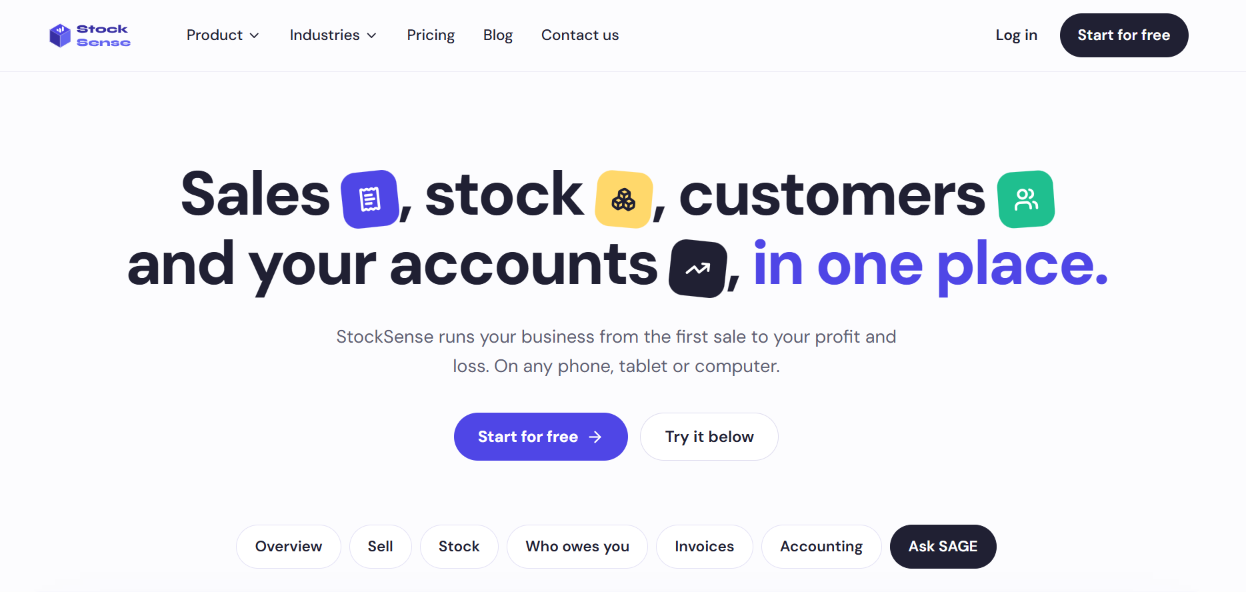 Stock
Sense
Product
Industries
Pricing
Blog
Contact us
Log in
Start for free
Sales , stock , customers
and your accounts , in one place.
StockSense runs your business from the first sale to your profit and
loss. On any phone, tablet or computer.
Start for free
Try it below
Overview
Sell
Stock
Who owes you
Invoices
Accounting
Ask SAGE